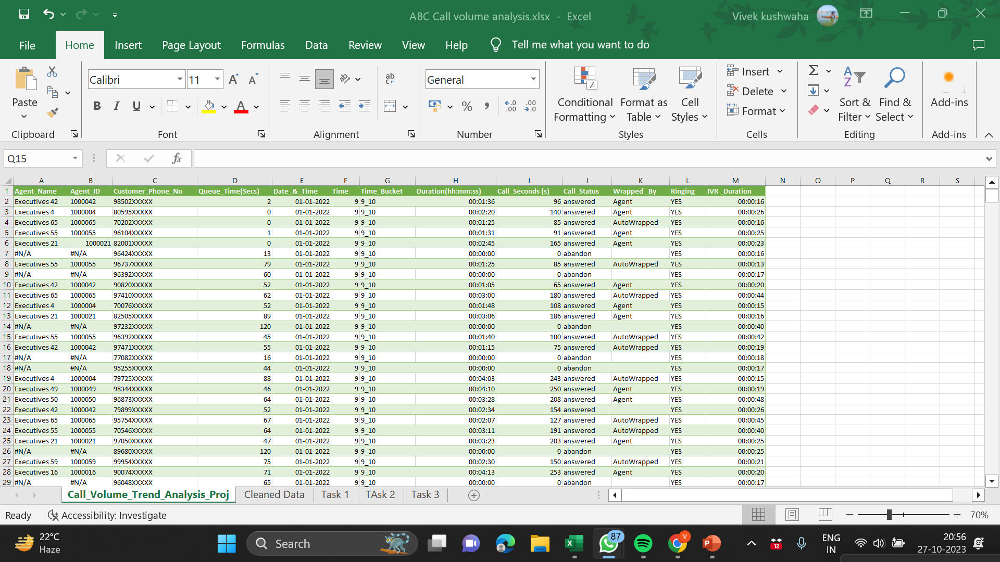 ABC Call volume analysis.xlsx - Excel
Vivek kushwaha
File Home Insert Page Layout Formulas Data Review View Help Tell me what you want to do
Calibri 11 General
Insert
Delete
Format
Paste
Conditional Formatting
Format as Table
Cell Styles
Sort & Filter
Find & Select
Add-ins
Clipboard Font Alignment Number Styles Cells Editing Add-ins
Q15 fx
A B C D E F G H I J K L M N O P Q R S
1 Agent_Name Agent_ID Customer_Phone_No Queue_Time(Secs) Date_&_Time Time Time_Bucket Duration(hh:mm:ss) Call_Seconds (s) Call_Status Wrapped _By Ringing IVR _Duration
2 Executives 42 1000042 98502XXXXX 2 01-01-2022 9 9_10 00:01:36 96 answered Agent YES 00:00:16
3 Executives 4 1000004 80595XXXXX 0 01-01-2022 9 9_10 00:02:20 140 answered Agent YES 00:00:26
4 Executives 65 1000065 70202XXXXX 0 01-01-2022 9 9_10 00:01:25 85 answered AutoWrapped YES 00:00:16
5 Executives 55 1000055 96104XXXXX 1 01-01-2022 9 9_10 00:01:31 91 answered Agent YES 00:00:25
6 Executives 21 1000021 82001XXXXX 0 01-01-2022 9 9_10 00:02:45 165 answered Agent YES 00:00:23
7 #N/A #N/A 96424XXXXX 13 01-01-2022 9 9_10 00:00:00 0 abandon YES 00:00:16
8 Executives 55 1000055 96737XXXXX 79 01-01-2022 9 9_10 00:01:25 85 answered AutoWrapped YES 00:00:13
9 #N/A #N/A 96392XXXXX 60 01-01-2022 9 9_10 00:00:00 0 abandon YES 00:00:17
10 Executives 42 1000042 90820XXXXX 52 01-01-2022 9 9_10 00:01:05 65 answered Agent YES 00:00:20
11 Executives 65 1000065 97410XXXXX 62 01-01-2022 9 9_10 00:03:00 180 answered AutoWrapped YES 00:00:44
12 Executives 4 1000004 70076XXXXX 52 01-01-2022 9 9_10 00:01:48 108 answered Agent YES 00:00:15
13 Executives 21 1000021 82505XXXXX 89 01-01-2022 9 9_10 00:03:06 186 answered Agent YES 00:00:16
14 #N/A #N/A 97232XXXXX 120 01-01-2022 9 9_10 00:00:00 0 abandon YES 00:00:40
15 Executives 55 1000055 96392XXXXX 45 01-01-2022 9 9_10 00:01:40 100 answered AutoWrapped YES 00:00:42
16 Executives 42 1000042 97471XXXXX 55 01-01-2022 9 9_10 00:01:15 75 answered AutoWrapped YES 00:00:19
17 #N/A #N/A 77082XXXXX 16 01-01-2022 9 9_10 00:00:00 0 abandon YES 00:00:18
18 #N/A #N/A 95255XXXXX 44 01-01-2022 9 9_10 00:00:00 0 abandon YES 00:00:17
19 Executives 4 1000004 79725XXXXX 88 01-01-2022 9 9_10 00:04:03 243 answered AutoWrapped YES 00:00:15
20 Executives 49 1000049 98344XXXXX 46 01-01-2022 9 9_10 00:04:10 250 answered Agent YES 00:00:19
21 Executives 50 1000050 96873XXXXX 64 01-01-2022 9 9_10 00:03:28 208 answered Agent YES 00:00:48
22 Executives 42 1000042 79899XXXXX 52 01-01-2022 9 9_10 00:02:34 154 answered YES 00:00:26
23 Executives 65 1000065 95754XXXXX 67 01-01-2022 9 9_10 00:02:07 127 answered AutoWrapped YES 00:00:45
24 Executives 55 1000055 70546XXXXX 64 01-01-2022 9 9_10 00:03:11 191 answered AutoWrapped YES 00:00:40
25 Executives 21 1000021 97050XXXXX 47 01-01-2022 9 9_10 00:03:23 203 answered Agent YES 00:00:25
26 #N/A #N/A 89680XXXXX 120 01-01-2022 9 9_10 00:00:00 0 abandon YES 00:00:25
27 Executives 59 1000059 99954XXXXX 75 01-01-2022 9 9_10 00:02:30 150 answered AutoWrapped YES 00:00:21
28 Executives 16 1000016 90074XXXXX 71 01-01-2022 9 9_10 00:04:13 253 answered Agent YES 00:00:20
29 #N/A #N/A 96048XXXXX 65 01-01-2022 9 9_10 00:00:00 0 abandon YES 00:00:17
Call_Volume_Trend_Analysis_Proj Cleaned Data Task 1 TAsk 2 Task 3
Ready Accessibility: Investigate 70%
22°C
Haze
Search
87
12
ENG
IN
20:56
27-10-2023